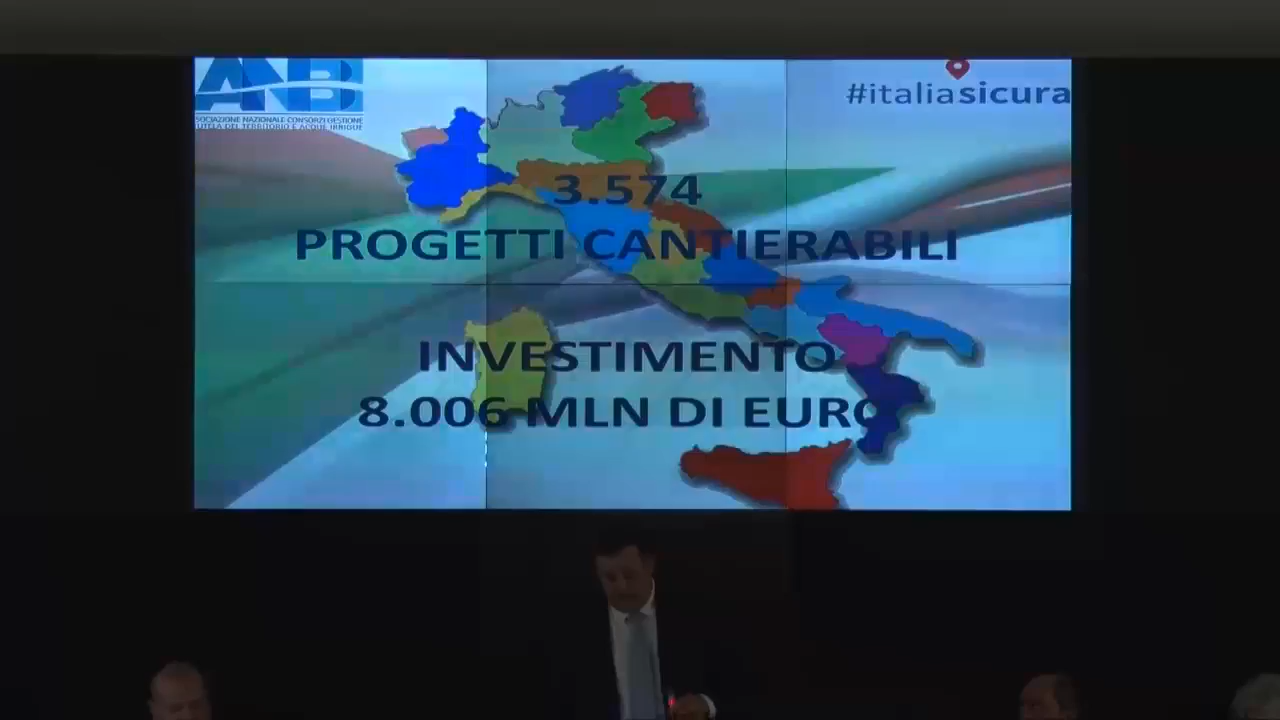 ANBI
#italiasicura
SOCIAZIONE NAZIONALE CONSORZI GESTIONE
UTELA DEL TERRITORIO E ACQUE IRRIGUE
3.574
PROGETTI CANTIERABILI
INVESTIMENTO
8.006 MLN DI EURO